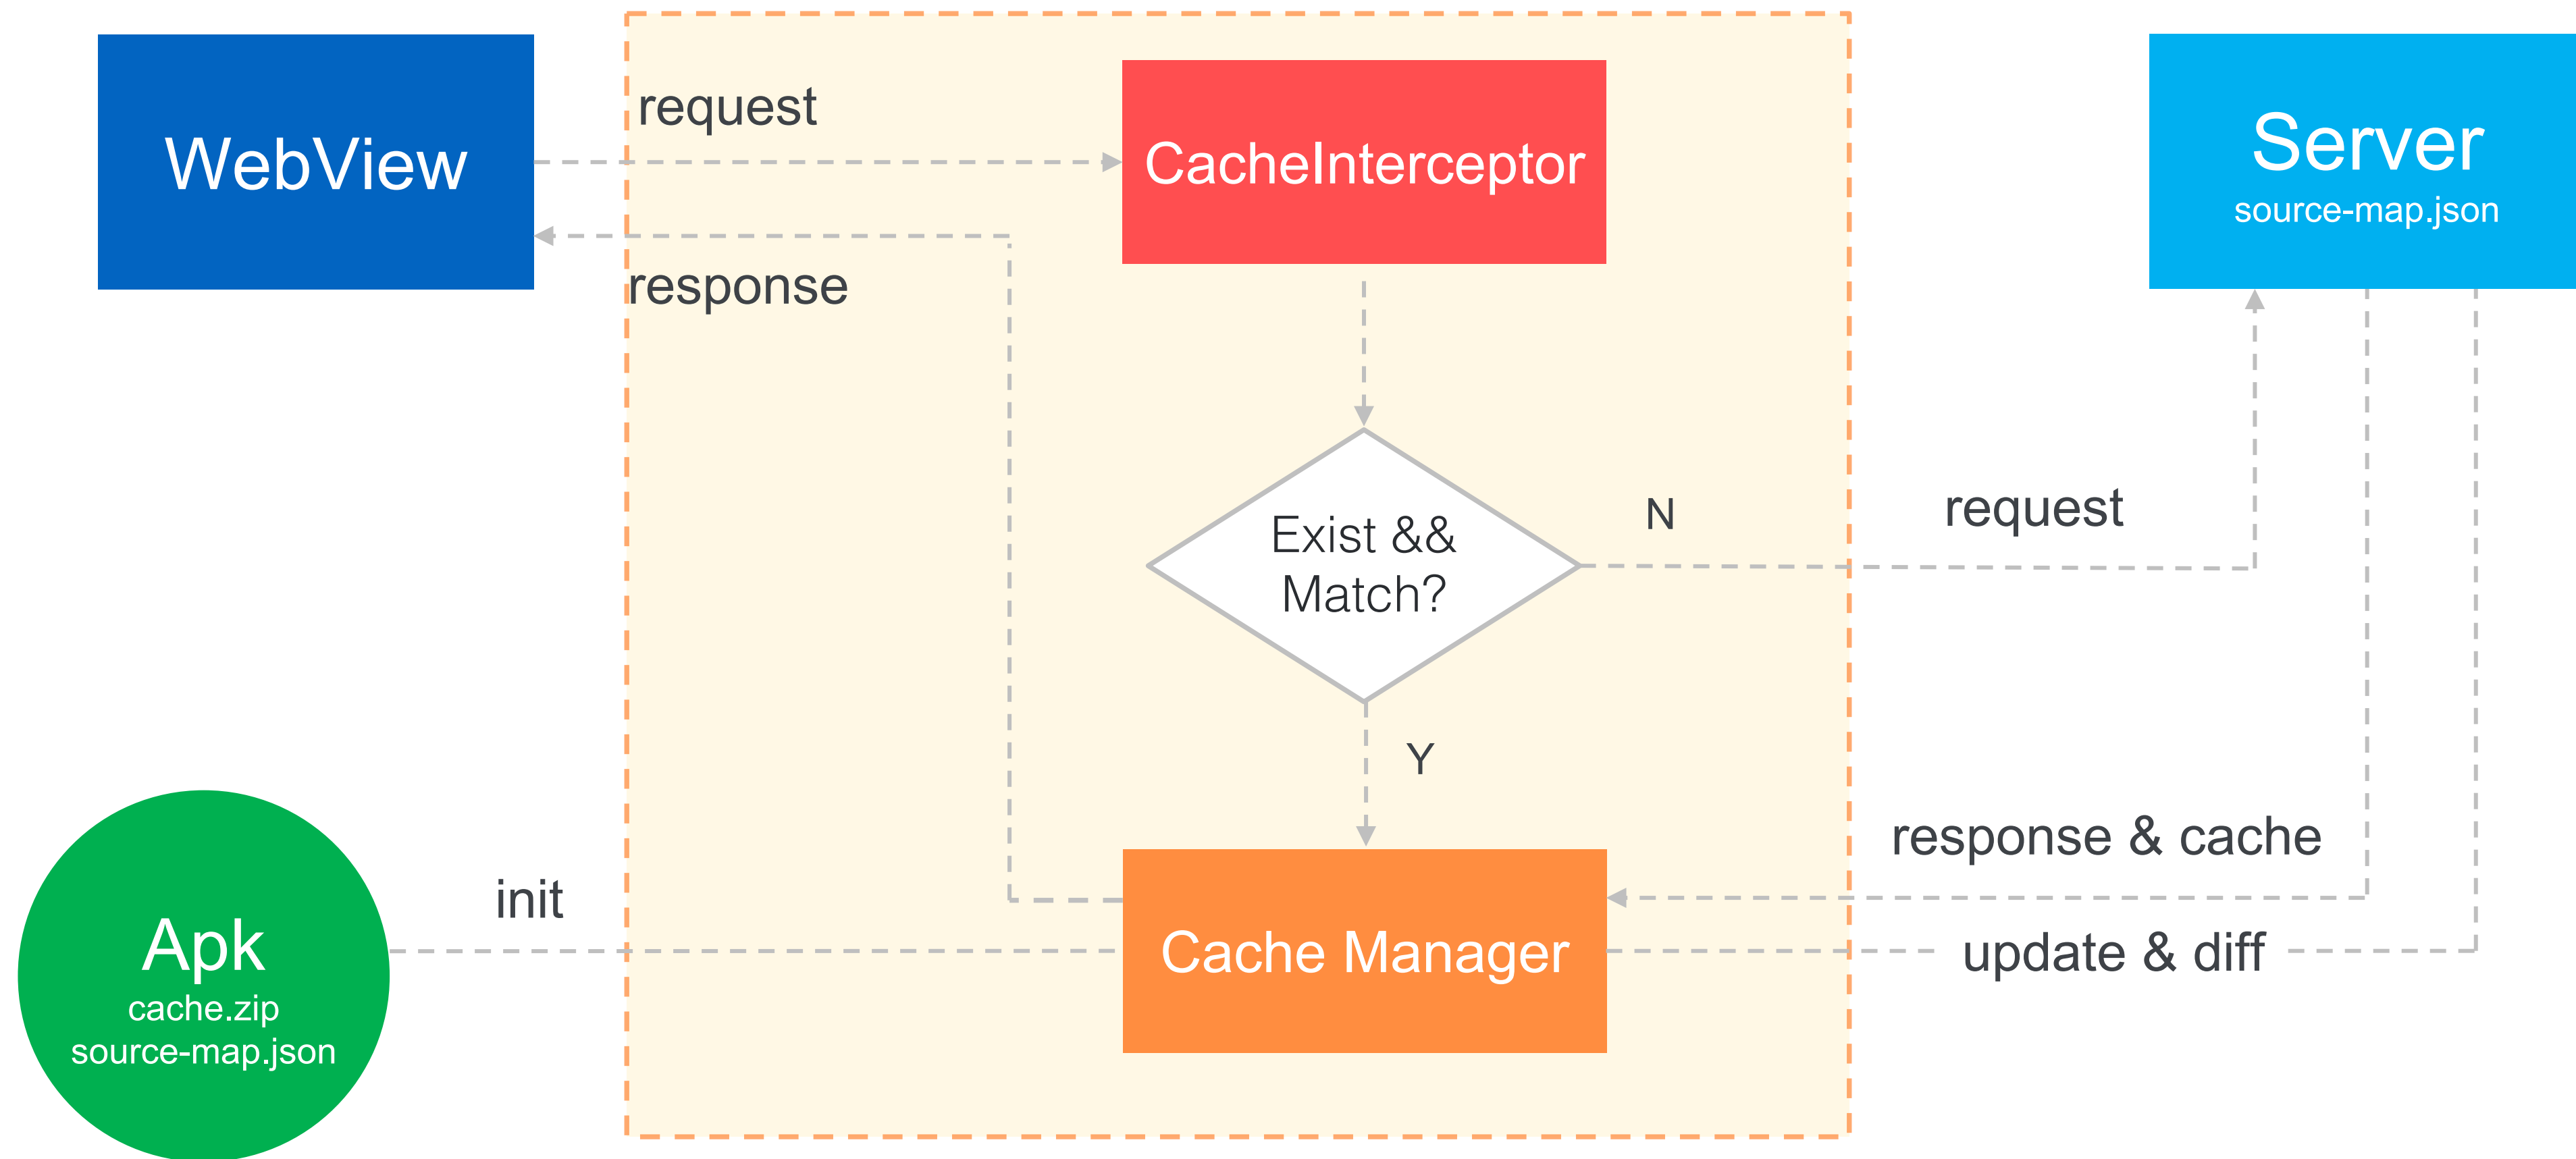 WebView
request
CacheInterceptor
Server
source-map.json
response
Exist &&
Match?
N
request
Y
response & cache
init
Apk
cache.zip
source-map.json
Cache Manager
update & diff